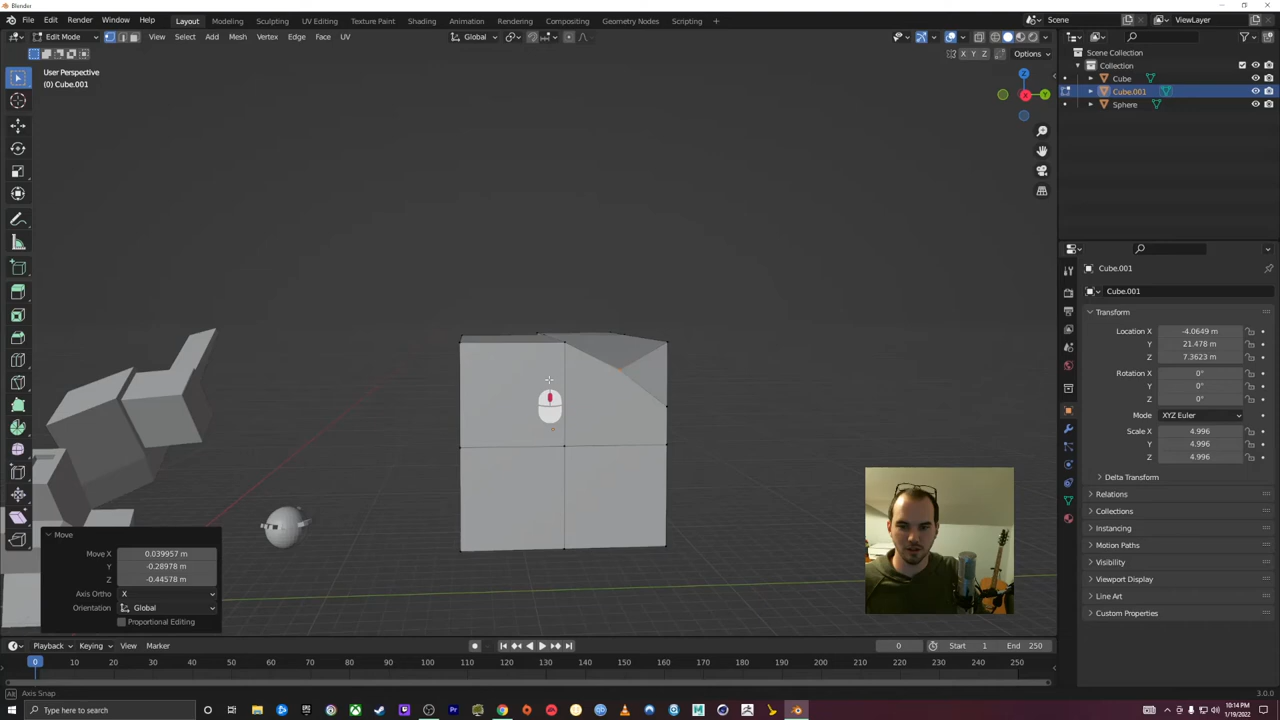 Blender
File Edit Render Window Help Layout Modeling Sculpting UV Editing Texture Paint Shading Animation Rendering Compositing Geometry Nodes Scripting Scene ViewLayer
Edit Mode View Select Add Mesh Vertex Edge Face UV Global
X Y Z Options
User Perspective
(0) Cube.001
Scene Collection
Collection
Cube
Cube.001
Sphere
Z
X
Y
Cube.001
Cube.001
Transform
Location X -4.0649 m
Y 21.478 m
Z 7.3623 m
Rotation X 0°
Y 0°
Z 0°
Mode XYZ Euler
Scale X 4.996
Y 4.996
Z 4.996
Delta Transform
Relations
Collections
Instancing
Motion Paths
Visibility
Viewport Display
Line Art
Custom Properties
Move
Move X 0.039957 m
Y -0.28978 m
Z -0.44578 m
Axis Ortho X
Orientation Global
Proportional Editing
Playback Keying View Marker 0 Start 1 End 250
0 10 20 30 40 50 60 70 80 90 100 110 120 130 140 150 160 170 180 190 200 210 220 230 240 250
Alt Axis Snap 3.0.0
Type here to search
10:14 PM
1/19/2022